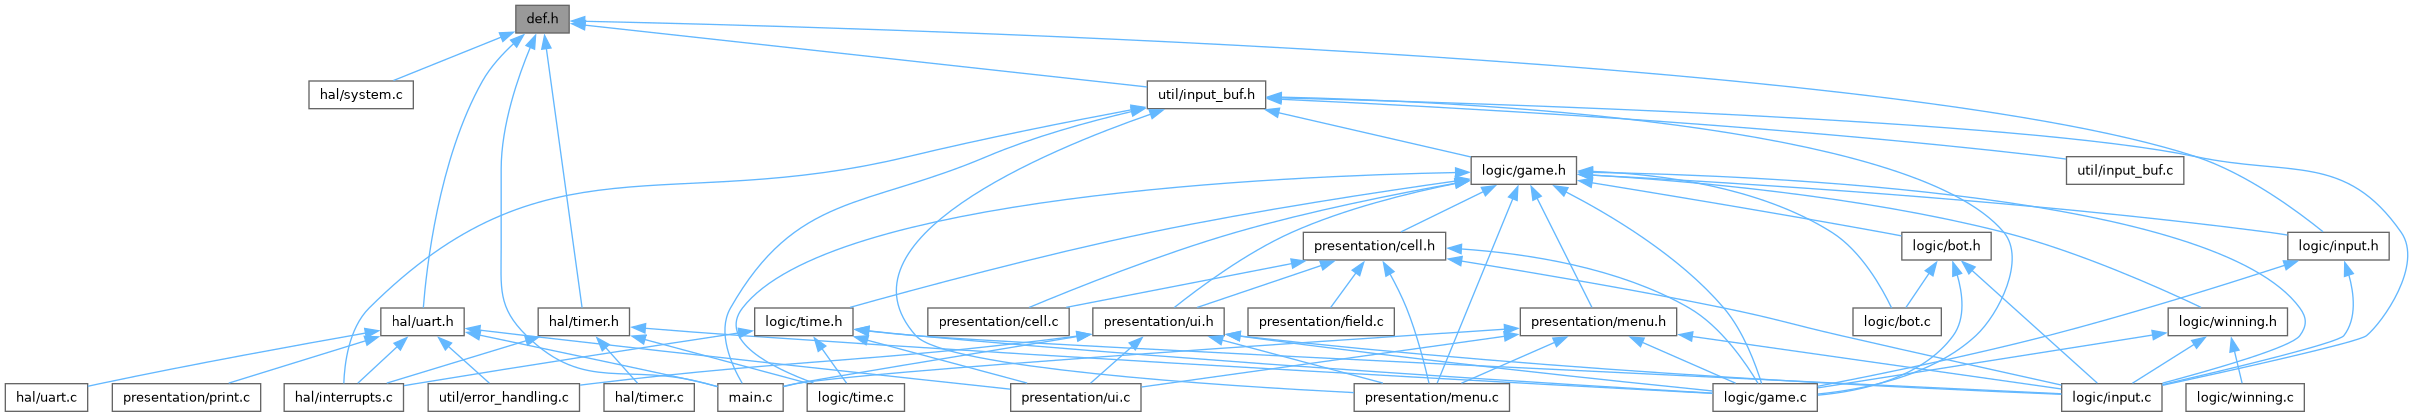 def.h
hal/system.c
util/input_buf.h
logic/game.h
util/input_buf.c
presentation/cell.h
logic/bot.h
logic/input.h
hal/uart.h
hal/timer.h
logic/time.h
presentation/cell.c
presentation/ui.h
presentation/field.c
presentation/menu.h
logic/bot.c
logic/winning.h
hal/uart.c
presentation/print.c
hal/interrupts.c
util/error_handling.c
hal/timer.c
main.c
logic/time.c
presentation/ui.c
presentation/menu.c
logic/game.c
logic/input.c
logic/winning.c